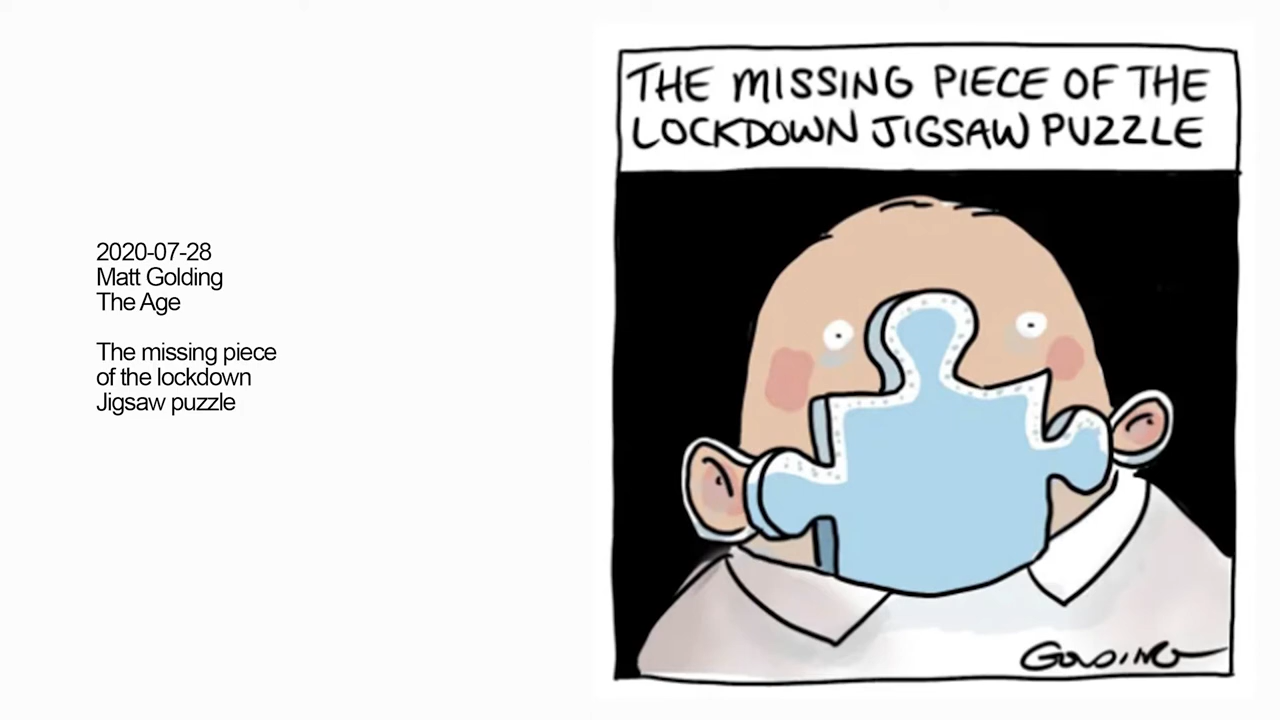 2020-07-28
Matt Golding
The Age
The missing piece
of the lockdown
Jigsaw puzzle
THE MISSING PIECE OF THE
LOCKDOWN JIGSAW PUZZLE
GOLDING